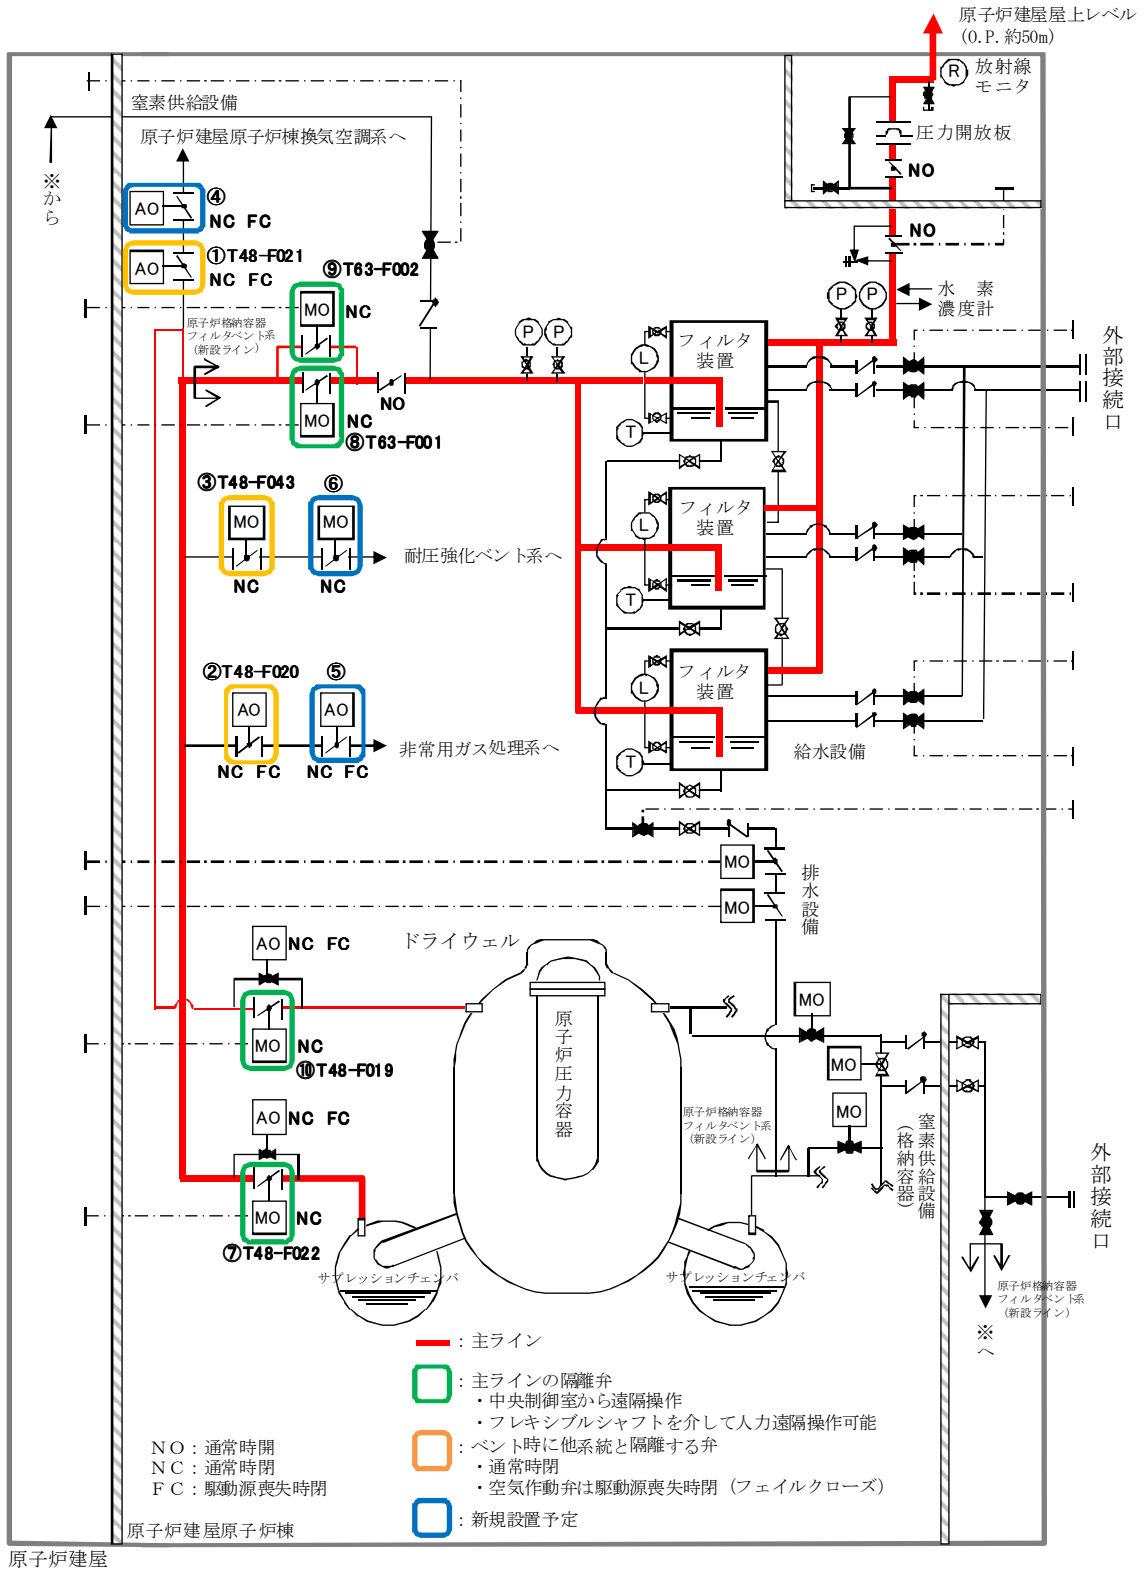 原子炉建屋屋上レベル
(O.P.約50m)
R
放射線
モニタ
窒素供給設備
原子炉建屋原子炉棟換気空調系へ
圧力開放板
NO
※から
AO
④
NC FC
NO
AO
①T48-F021
NC FC
⑨T63-F002
MO
NC
P
P
水 素
濃度計
原子炉格納容器
フィルタベント系
(新設ライン)
P
P
フィルタ
装置
L
外部接続口
NO
MO
NC
⑧T63-F001
T
③T48-F043
⑥
MO
MO
フィルタ
装置
L
耐圧強化ベント系へ
NC
NC
T
②T48-F020
⑤
フィルタ
装置
L
AO
AO
非常用ガス処理系へ
給水設備
NC FC
NC FC
T
MO
排水設備
MO
ドライウェル
AO
NC FC
MO
原子炉圧力容器
MO
NC
MO
⑩T48-F019
AO
NC FC
原子炉格納容器
フィルタベント系
(新設ライン)
MO
窒素供給設備
(格納容器)
外部接続口
MO
NC
⑦T48-F022
サプレッションチェンバ
サプレッションチェンバ
原子炉格納容器
フィルタベント系
(新設ライン)
※へ
:主ライン
:主ラインの隔離弁
・中央制御室から遠隔操作
・フレキシブルシャフトを介して人力遠隔操作可能
:ベント時に他系統と隔離する弁
・通常時閉
・空気作動弁は駆動源喪失時閉 (フェイルクローズ)
:新規設置予定
NO:通常時開
NC:通常時閉
FC:駆動源喪失時閉
原子炉建屋原子炉棟
原子炉建屋